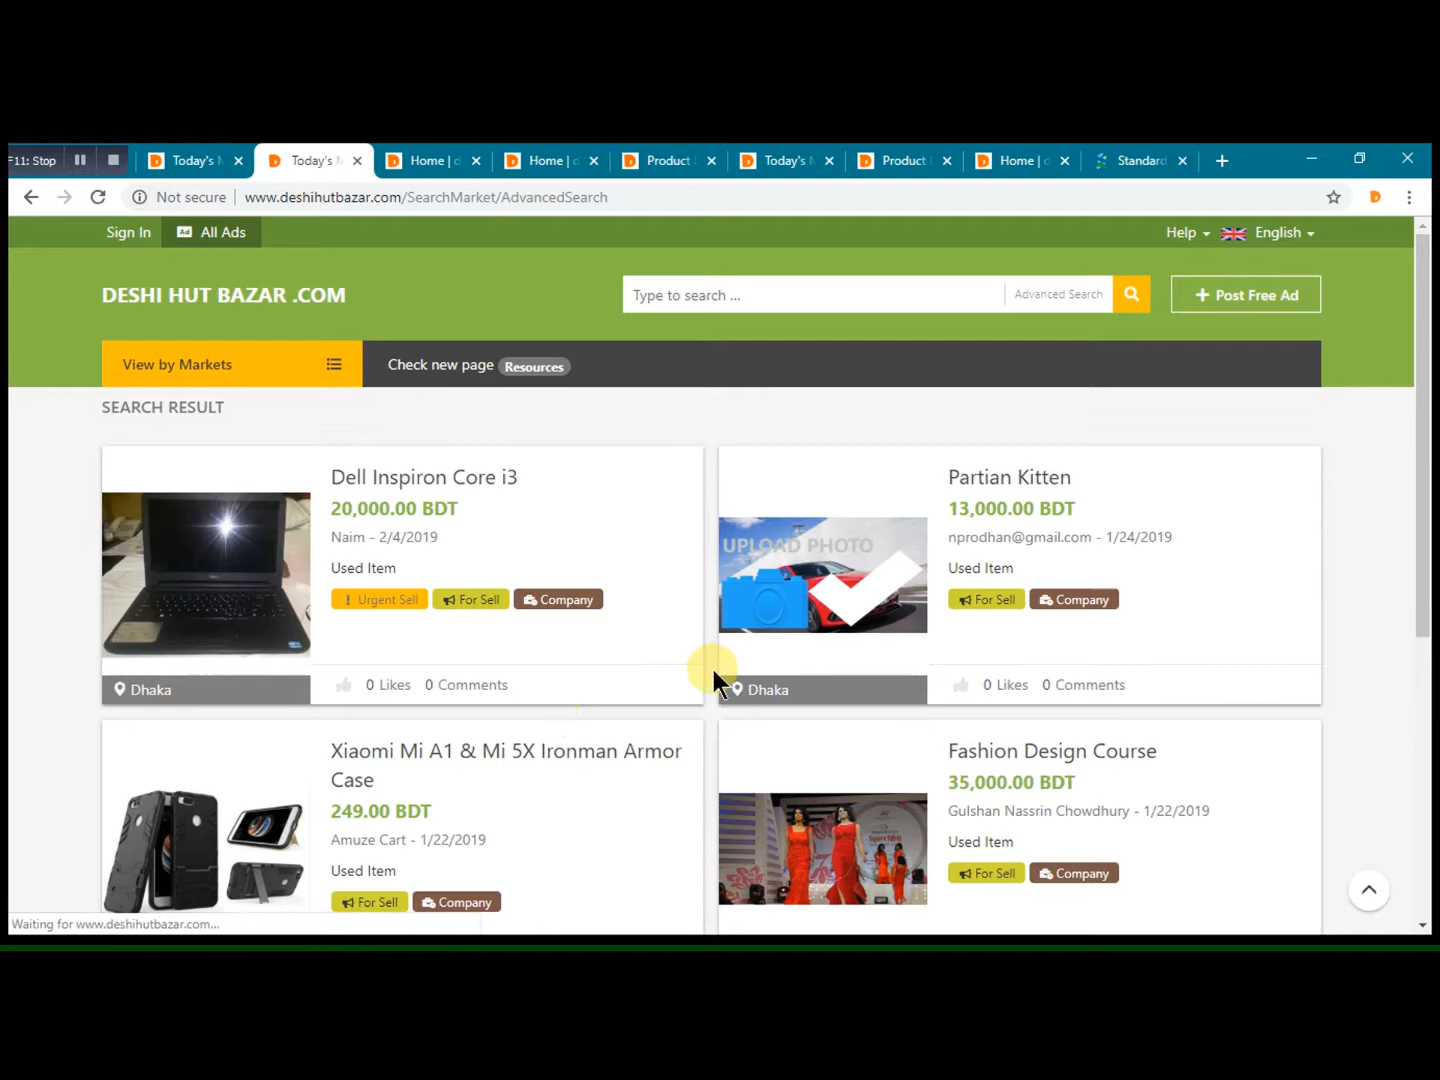 F11: Stop
Today's M
Today's M
Home | d
Home | d
Product
Today's M
Product
Home | d
Standard
Not secure
www.deshihutbazar.com/SearchMarket/AdvancedSearch
Sign In
All Ads
Help
English
DESHI HUT BAZAR .COM
Type to search ...
Advanced Search
Post Free Ad
View by Markets
Check new page Resources
SEARCH RESULT
Dell Inspiron Core i3
20,000.00 BDT
Naim - 2/4/2019
Used Item
Urgent Sell
For Sell
Company
Dhaka
0 Likes 0 Comments
Partian Kitten
13,000.00 BDT
nprodhan@gmail.com - 1/24/2019
Used Item
For Sell
Company
UPLOAD PHOTO
Dhaka
0 Likes 0 Comments
Xiaomi Mi A1 & Mi 5X Ironman Armor
Case
249.00 BDT
Amuze Cart - 1/22/2019
Used Item
For Sell
Company
Fashion Design Course
35,000.00 BDT
Gulshan Nassrin Chowdhury - 1/22/2019
Used Item
For Sell
Company
Waiting for www.deshihutbazar.com...